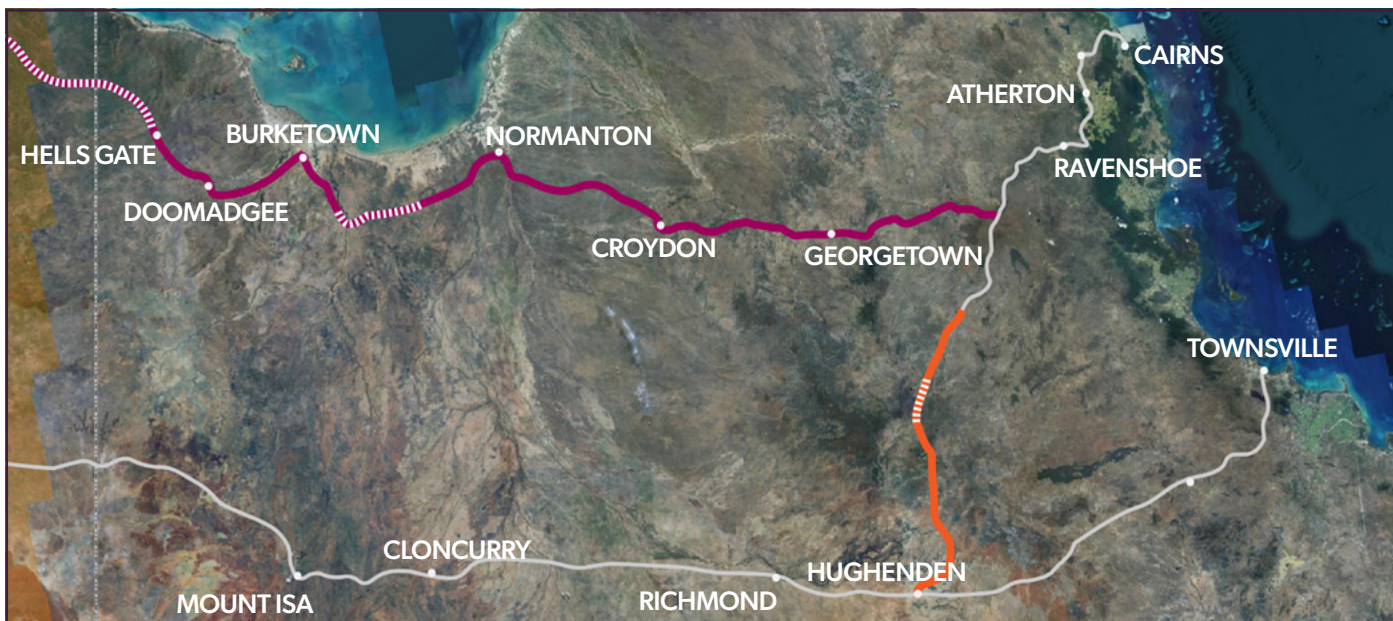 CAIRNS
ATHERTON
BURKETOWN
NORMANTON
HELLS GATE
RAVENSHOE
DOOMADGEE
CROYDON
GEORGETOWN
TOWNSVILLE
CLONCURRY
HUGHENDEN
MOUNT ISA
RICHMOND